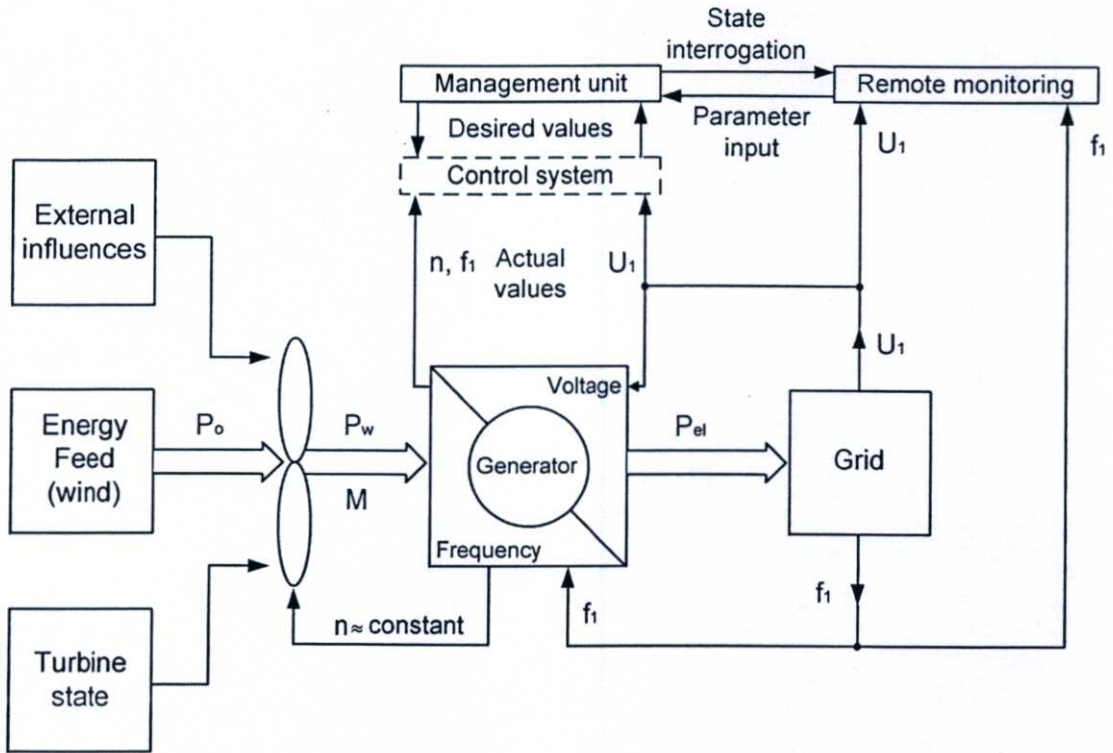 State
interrogation
Management unit
Remote monitoring
Desired values
Parameter
input
U₁
f₁
Control system
External
influences
n, f₁
Actual
values
U₁
U₁
Voltage
Energy
Feed
(wind)
Pₒ
P_w
M
Generator
P_el
Grid
Frequency
f₁
f₁
n ≈ constant
Turbine
state